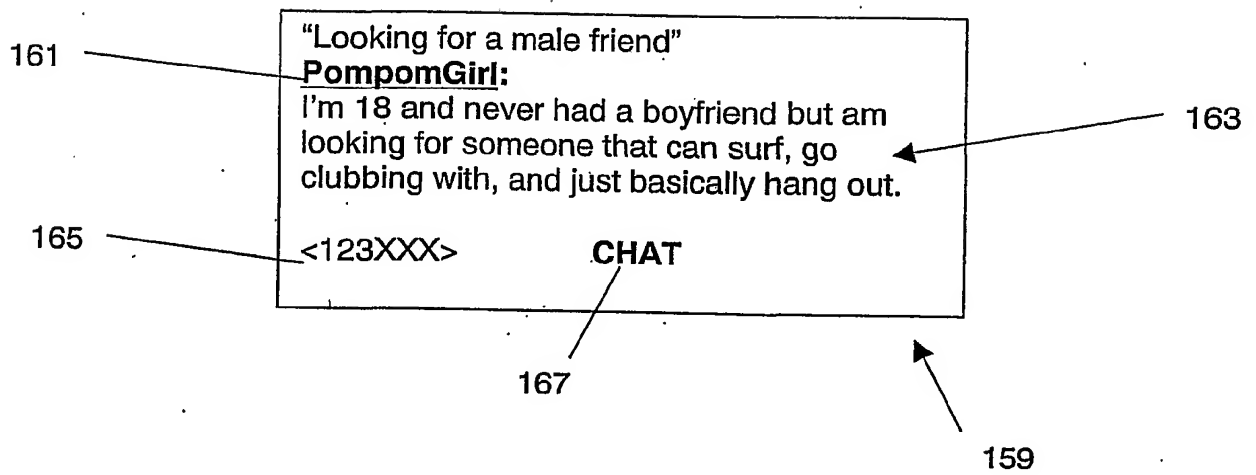 "Looking for a male friend"
161
PompomGirl:
I'm 18 and never had a boyfriend but am
looking for someone that can surf, go
163
clubbing with, and just basically hang out.
165
<123XXX> CHAT
167
159